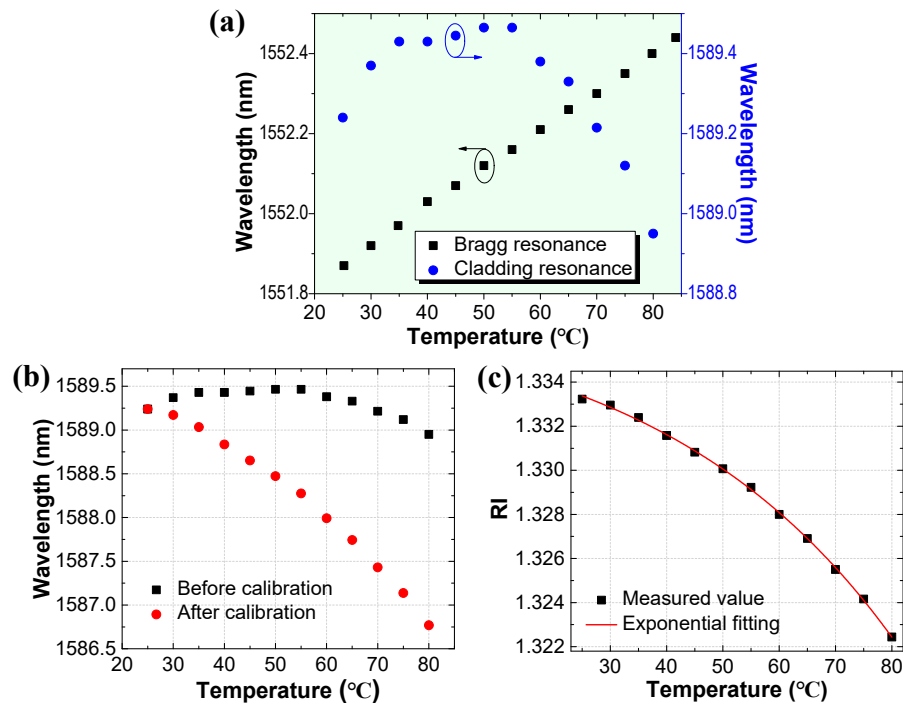 (a)
1552.4
1552.2
1552.0
1551.8
Wavelength (nm)
1589.4
1589.2
1589.0
1588.8
Wavelength (nm)
Bragg resonance
Cladding resonance
20 30 40 50 60 70 80
Temperature (°C)
(b)
1589.5
1589.0
1588.5
1588.0
1587.5
1587.0
1586.5
Wavelength (nm)
Before calibration
After calibration
20 30 40 50 60 70 80
Temperature (°C)
(c)
1.334
1.332
1.330
1.328
1.326
1.324
1.322
RI
Measured value
Exponential fitting
30 40 50 60 70 80
Temperature (°C)